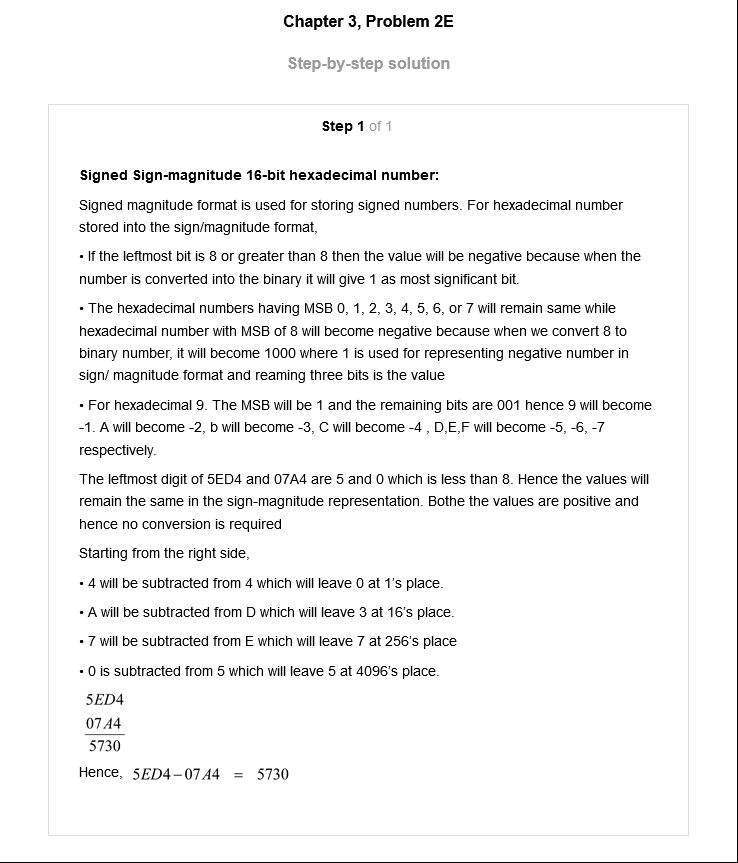 Chapter 3, Problem 2E
Step-by-step solution
Step 1 of 1
Signed Sign-magnitude 16-bit hexadecimal number:
Signed magnitude format is used for storing signed numbers. For hexadecimal number
stored into the sign/magnitude format,
• If the leftmost bit is 8 or greater than 8 then the value will be negative because when the
number is converted into the binary it will give 1 as most significant bit.
• The hexadecimal numbers having MSB 0, 1, 2, 3, 4, 5, 6, or 7 will remain same while
hexadecimal number with MSB of 8 will become negative because when we convert 8 to
binary number, it will become 1000 where 1 is used for representing negative number in
sign/ magnitude format and reaming three bits is the value
• For hexadecimal 9. The MSB will be 1 and the remaining bits are 001 hence 9 will become
-1. A will become -2, b will become -3, C will become -4 , D,E,F will become -5, -6, -7
respectively.
The leftmost digit of 5ED4 and 07A4 are 5 and 0 which is less than 8. Hence the values will
remain the same in the sign-magnitude representation. Bothe the values are positive and
hence no conversion is required
Starting from the right side,
• 4 will be subtracted from 4 which will leave 0 at 1's place.
• A will be subtracted from D which will leave 3 at 16's place.
• 7 will be subtracted from E which will leave 7 at 256's place
• 0 is subtracted from 5 which will leave 5 at 4096's place.
5ED4
07A4
5730
Hence, 5ED4 – 07A4 = 5730